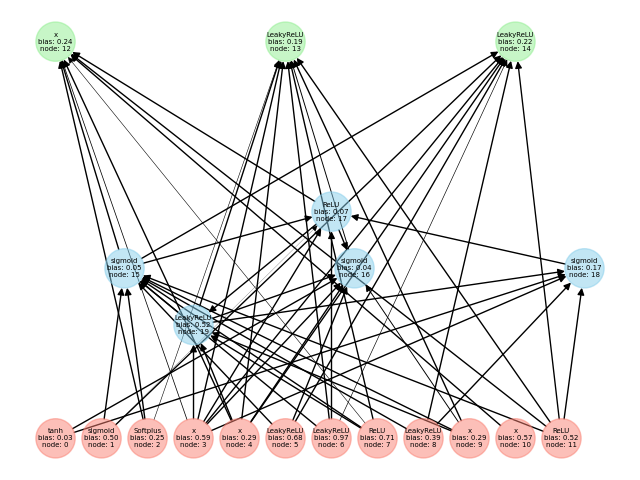 x
bias: 0.24
node: 12
LeakyReLU
bias: 0.19
node: 13
LeakyReLU
bias: 0.22
node: 14
ReLU
bias: 0.07
node: 17
sigmoid
bias: 0.05
node: 15
sigmoid
bias: 0.04
node: 16
sigmoid
bias: 0.17
node: 18
LeakyReLU
bias: 0.52
node: 19
tanh
bias: 0.03
node: 0
sigmoid
bias: 0.50
node: 1
Softplus
bias: 0.25
node: 2
x
bias: 0.59
node: 3
x
bias: 0.29
node: 4
LeakyReLU
bias: 0.68
node: 5
LeakyReLU
bias: 0.97
node: 6
ReLU
bias: 0.71
node: 7
LeakyReLU
bias: 0.39
node: 8
x
bias: 0.29
node: 9
x
bias: 0.57
node: 10
ReLU
bias: 0.52
node: 11